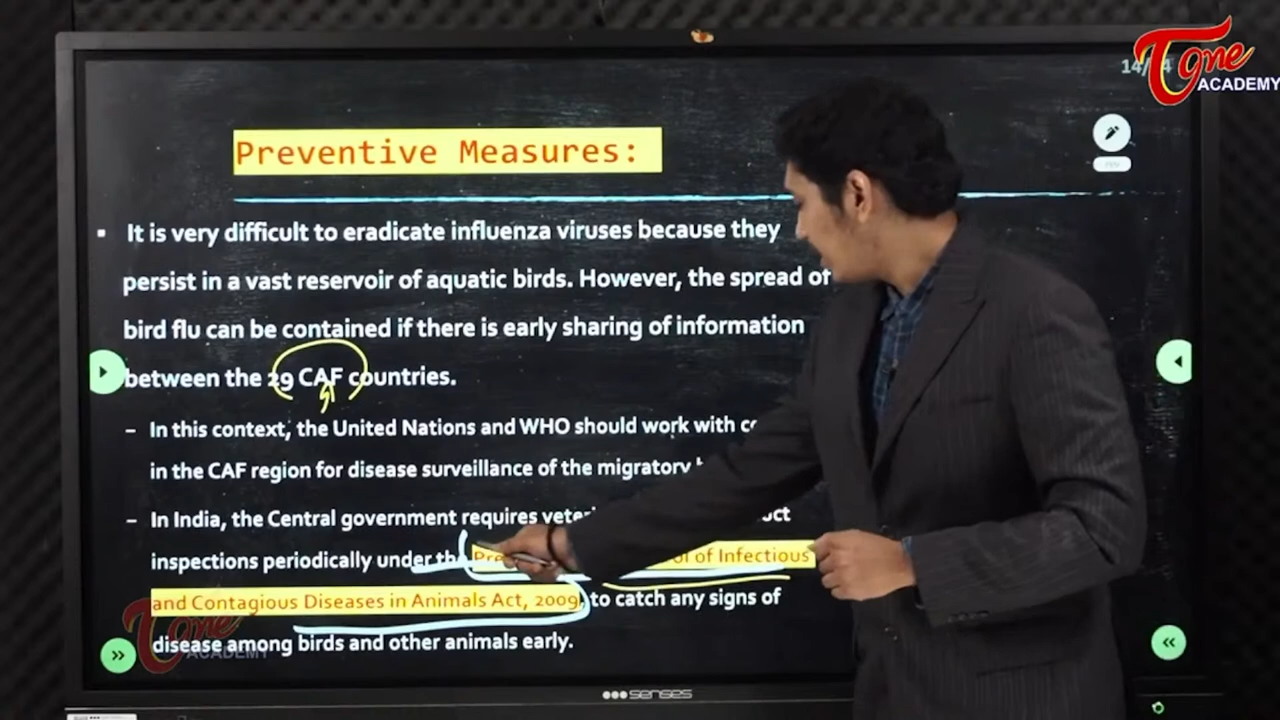 Tone
ACADEMY
14/
Preventive Measures:
▪ It is very difficult to eradicate influenza viruses because they
persist in a vast reservoir of aquatic birds. However, the spread of
bird flu can be contained if there is early sharing of information
between the 29 CAF countries.
– In this context, the United Nations and WHO should work with
in the CAF region for disease surveillance of the migratory
– In India, the Central government requires
inspections periodically under the of Infectious
and Contagious Diseases in Animals Act, 2009, to catch any signs of
Tone
ACADEMY
disease among birds and other animals early.
senses